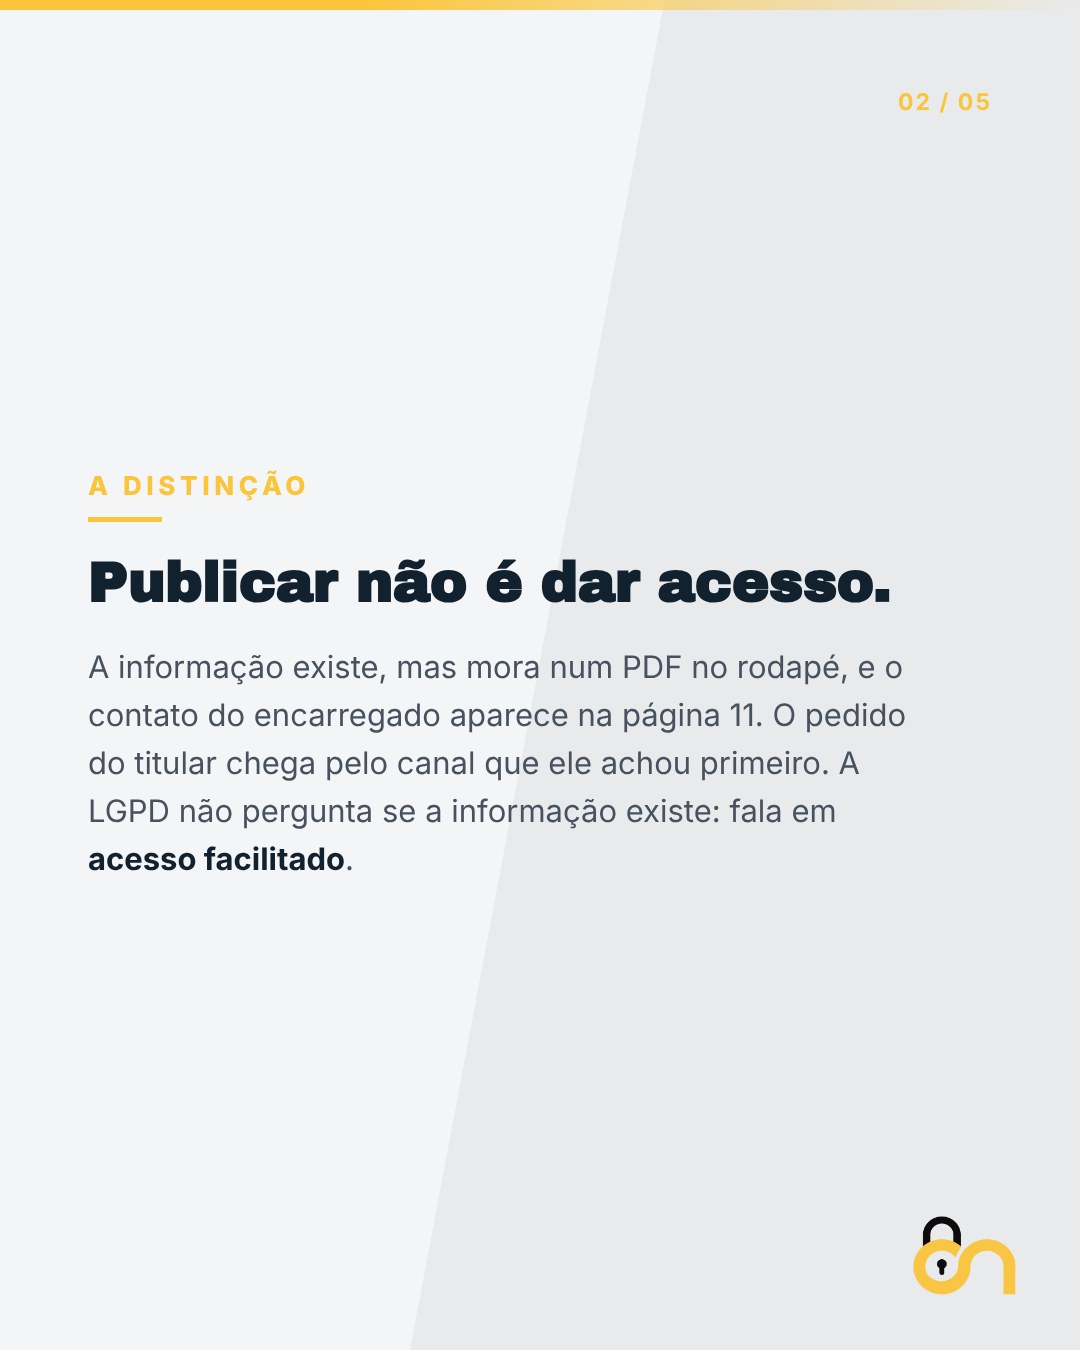 02 / 05
A DISTINÇÃO
Publicar não é dar acesso.
A informação existe, mas mora num PDF no rodapé, e o
contato do encarregado aparece na página 11. O pedido
do titular chega pelo canal que ele achou primeiro. A
LGPD não pergunta se a informação existe: fala em
acesso facilitado.
on